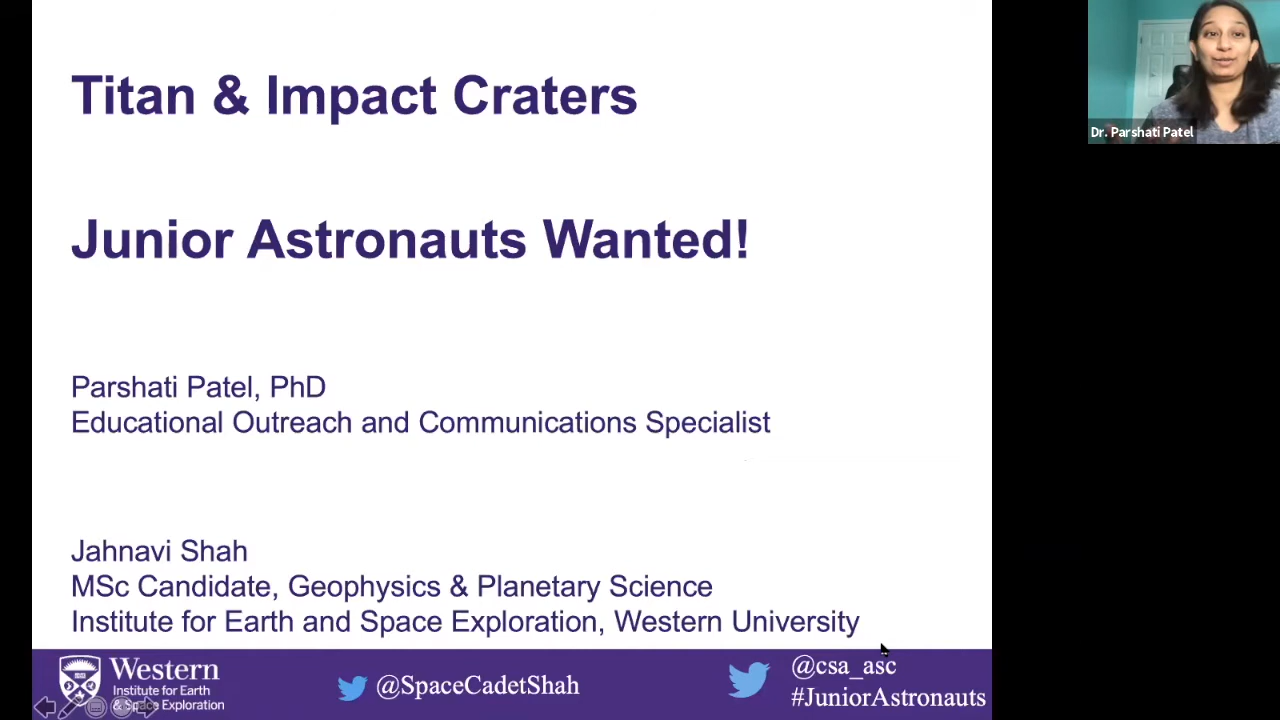 Titan & Impact Craters
Junior Astronauts Wanted!
Parshati Patel, PhD
Educational Outreach and Communications Specialist
Jahnavi Shah
MSc Candidate, Geophysics & Planetary Science
Institute for Earth and Space Exploration, Western University
Western
Institute for Earth
& Space Exploration
@SpaceCadetShah
@csa_asc
#JuniorAstronauts
Dr. Parshati Patel